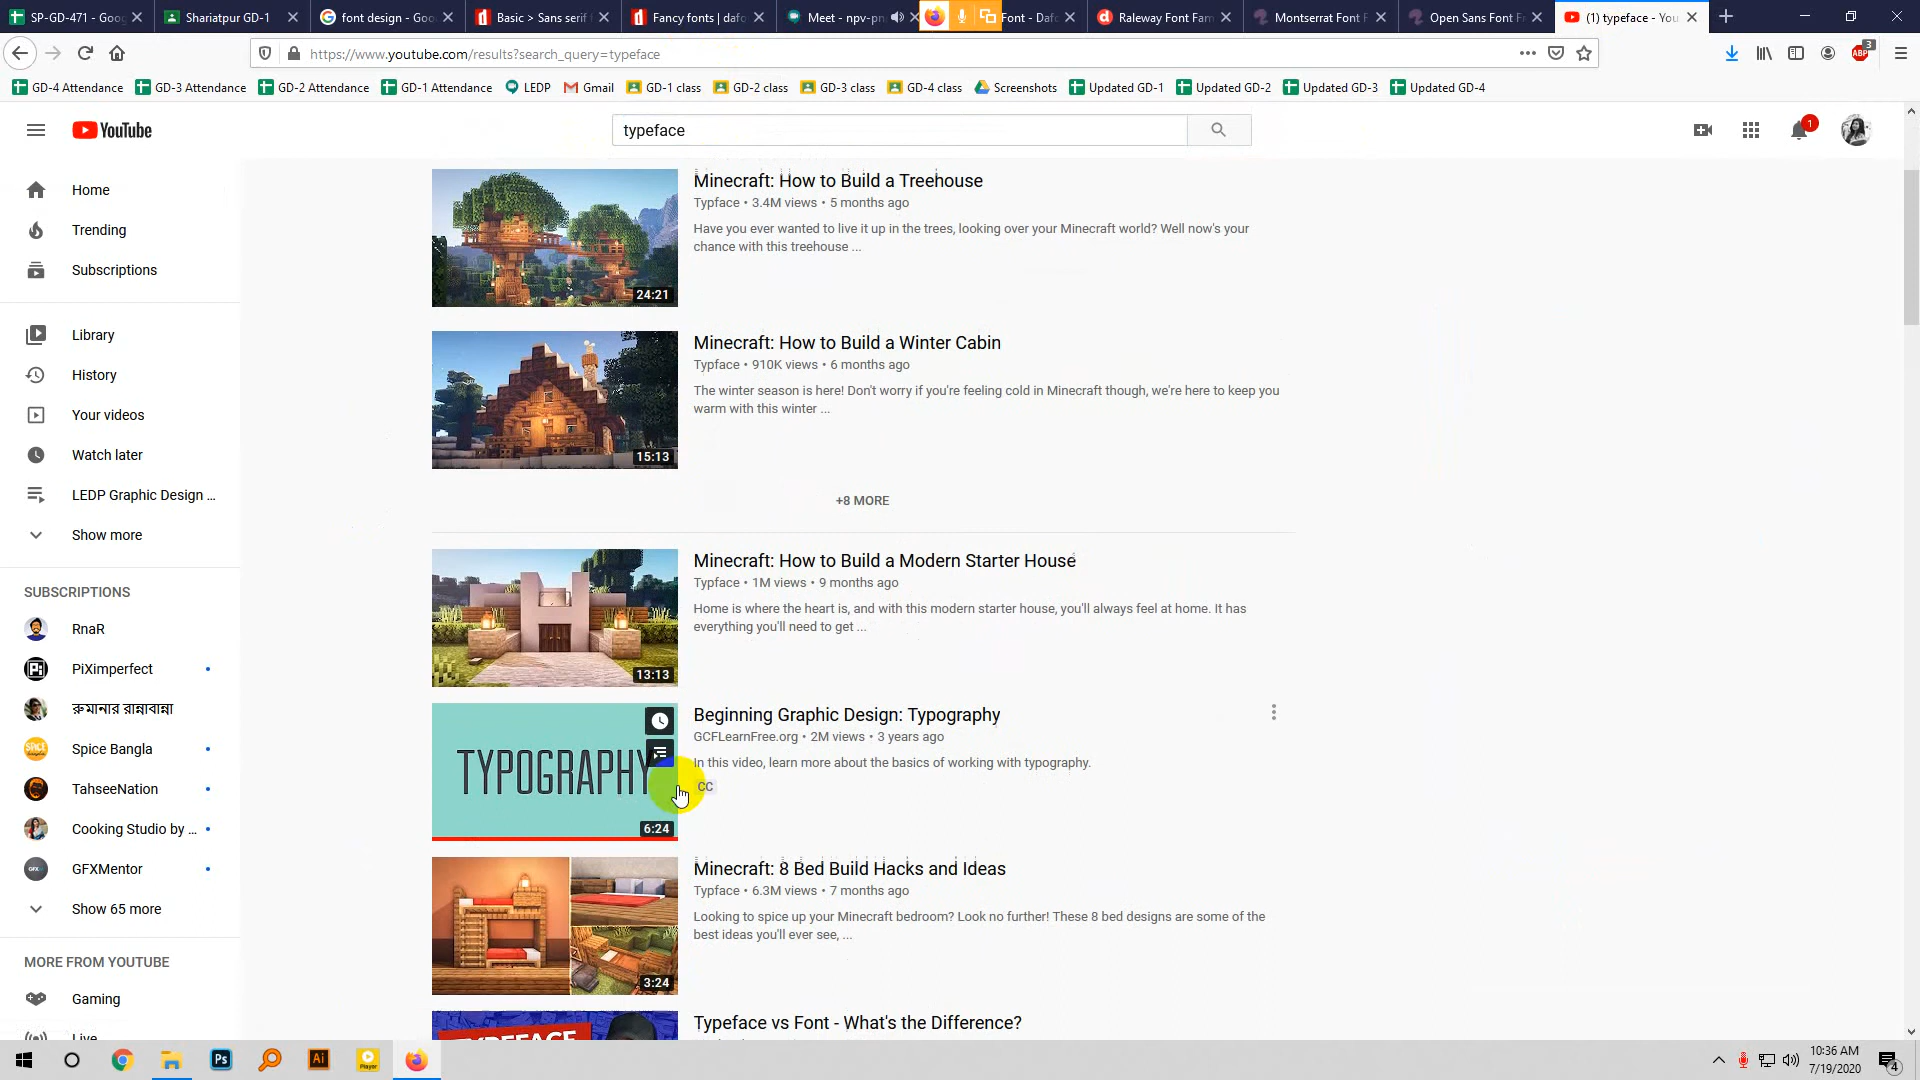 SP-GD-471 - Goog
Shariatpur GD-1
font design - Goo
Basic > Sans serif
Fancy fonts | dafo
Meet - npv-pn
Font - Dafo
Raleway Font Fam
Montserrat Font F
Open Sans Font F
(1) typeface - You
https://www.youtube.com/results?search_query=typeface
3
ABP
GD-4 Attendance
GD-3 Attendance
GD-2 Attendance
GD-1 Attendance
LEDP
Gmail
GD-1 class
GD-2 class
GD-3 class
GD-4 class
Screenshots
Updated GD-1
Updated GD-2
Updated GD-3
Updated GD-4
YouTube
typeface
1
Home
Trending
Subscriptions
Library
History
Your videos
Watch later
LEDP Graphic Design ...
Show more
SUBSCRIPTIONS
RnaR
PiXimperfect
রুমানার রান্নাবান্না
Spice Bangla
TahseeNation
Cooking Studio by ...
GFXMentor
Show 65 more
MORE FROM YOUTUBE
Gaming
Live
Minecraft: How to Build a Treehouse
Typface • 3.4M views • 5 months ago
Have you ever wanted to live it up in the trees, looking over your Minecraft world? Well now's your
chance with this treehouse ...
24:21
Minecraft: How to Build a Winter Cabin
Typface • 910K views • 6 months ago
The winter season is here! Don't worry if you're feeling cold in Minecraft though, we're here to keep you
warm with this winter ...
15:13
+8 MORE
Minecraft: How to Build a Modern Starter House
Typface • 1M views • 9 months ago
Home is where the heart is, and with this modern starter house, you'll always feel at home. It has
everything you'll need to get ...
13:13
Beginning Graphic Design: Typography
GCFLearnFree.org • 2M views • 3 years ago
In this video, learn more about the basics of working with typography.
CC
TYPOGRAPHY
6:24
Minecraft: 8 Bed Build Hacks and Ideas
Typface • 6.3M views • 7 months ago
Looking to spice up your Minecraft bedroom? Look no further! These 8 bed designs are some of the
best ideas you'll ever see, ...
3:24
Typeface vs Font - What's the Difference?
TYPEFACE
Ps
Ai
Player
10:36 AM
7/19/2020
4